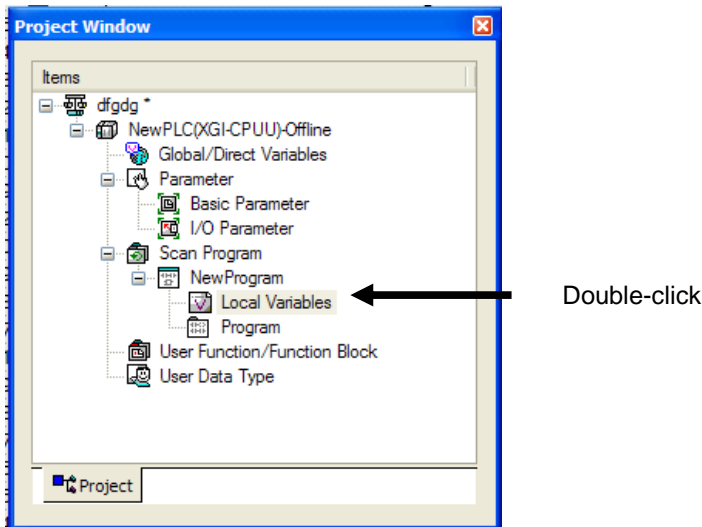 Project Window
Items
dfgdg *
NewPLC(XGI-CPUU)-Offline
Global/Direct Variables
Parameter
Basic Parameter
I/O Parameter
Scan Program
NewProgram
Local Variables
Double-click
Program
User Function/Function Block
User Data Type
Project